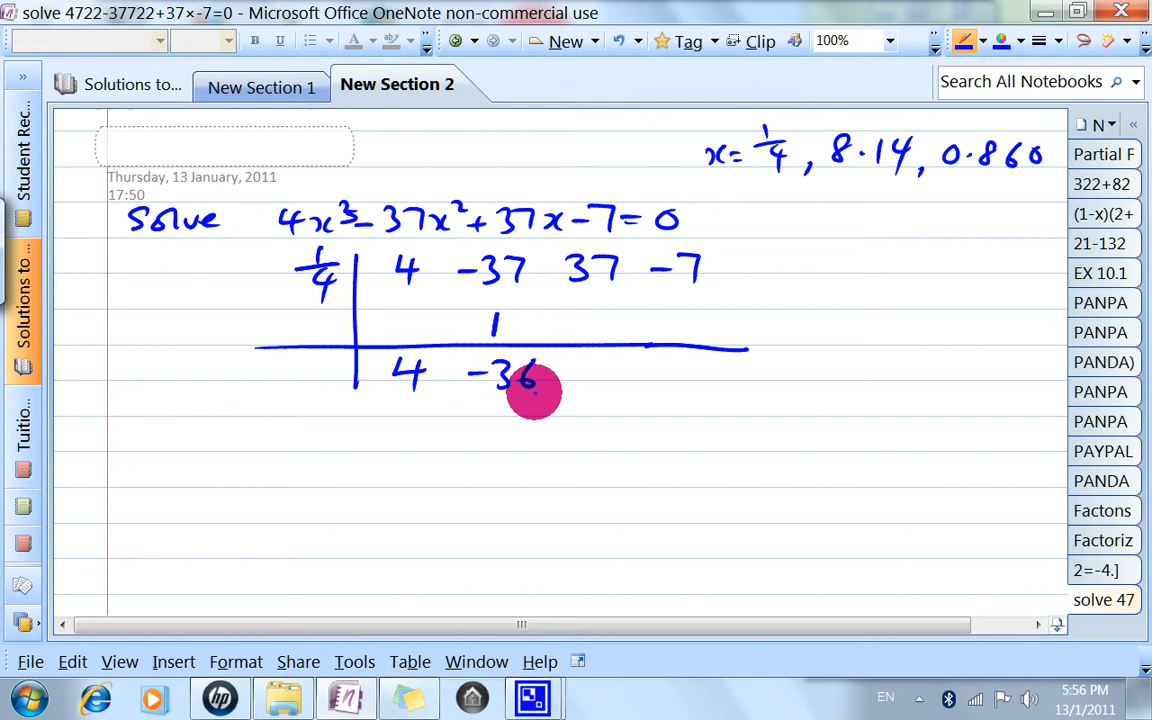 solve 4722-37722+37×-7=0 - Microsoft Office OneNote non-commercial use
B U New Tag Clip 100%
Solutions to... New Section 1 New Section 2 Search All Notebooks
Student Rec...
Solutions to
Tuitio
N
Partial F
322+82
(1-x)(2+
21-132
EX 10.1
PANPA
PANPA
PANDA)
PANPA
PANPA
PAYPAL
PANDA
Factons
Factoriz
2=-4.]
solve 47
x= 1/4, 8.14, 0.860
Thursday, 13 January, 2011
17:50
Solve 4x³-37x²+37x-7=0
1/4 4 -37 37 -7
1
4 -36
File Edit View Insert Format Share Tools Table Window Help
EN 5:56 PM
13/1/2011